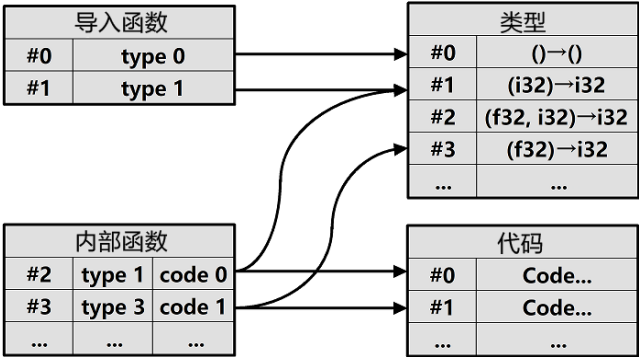 导入函数
#0 type 0
#1 type 1
类型
#0 ()→()
#1 (i32)→i32
#2 (f32, i32)→i32
#3 (f32)→i32
... ...
内部函数
#2 type 1 code 0
#3 type 3 code 1
... ... ...
代码
#0 Code...
#1 Code...
... ...